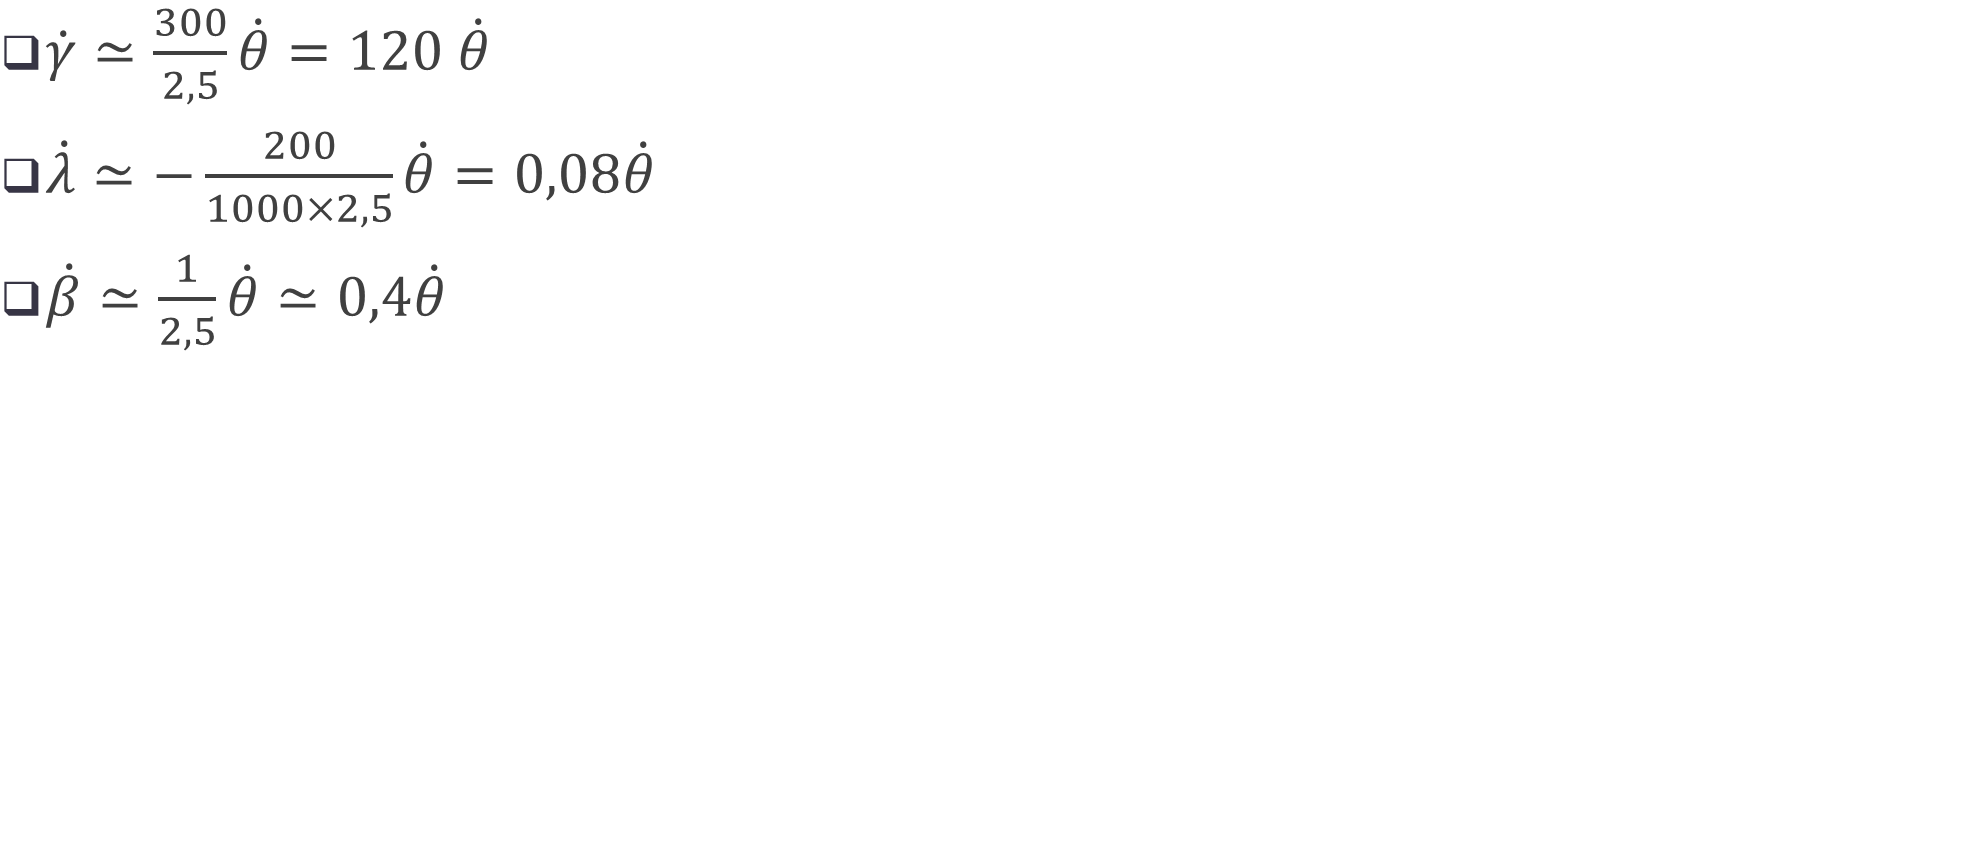 ❑ γ̇ ≃ 300/2,5 θ̇ = 120 θ̇
❑ λ̇ ≃ − 200/1000×2,5 θ̇ = 0,08θ̇
❑ β̇ ≃ 1/2,5 θ̇ ≃ 0,4θ̇